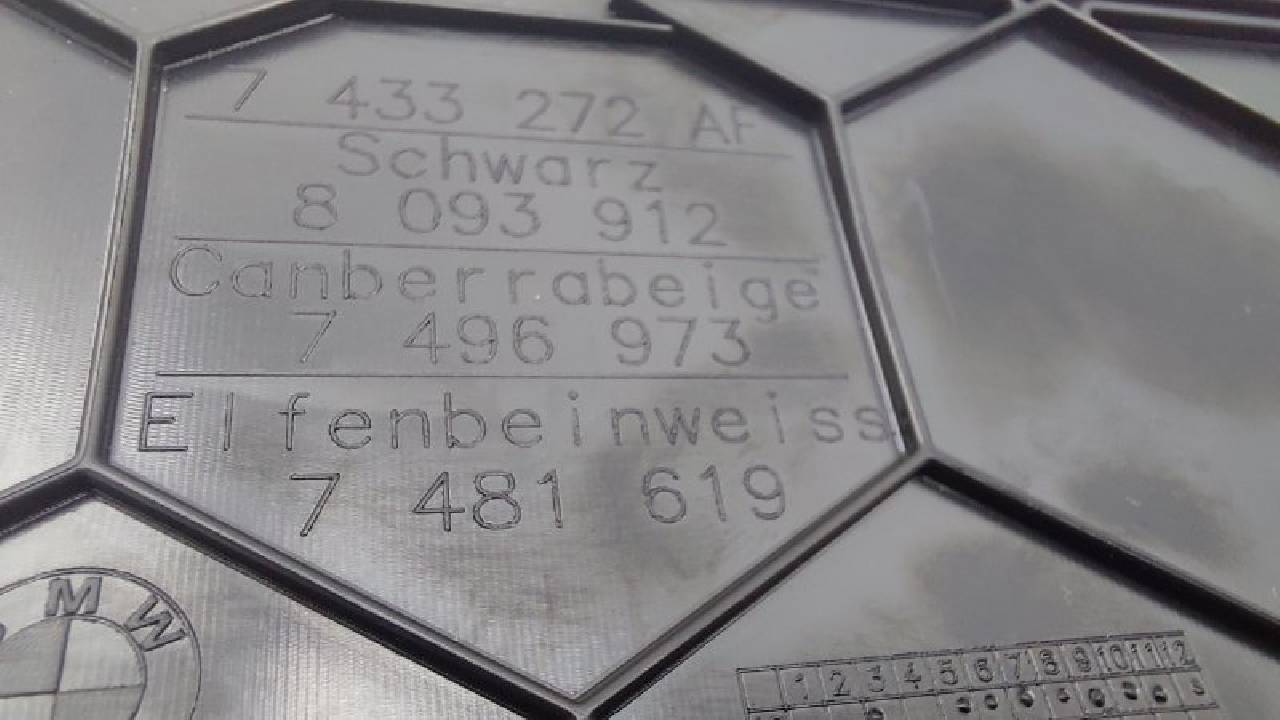 7 433 272 AF
Schwarz
8 093 912
Canberrabeige
7 496 973
Elfenbeinweiss
7 481 619
MW
1 2 3 4 5 6 7 8 9 10 11 12